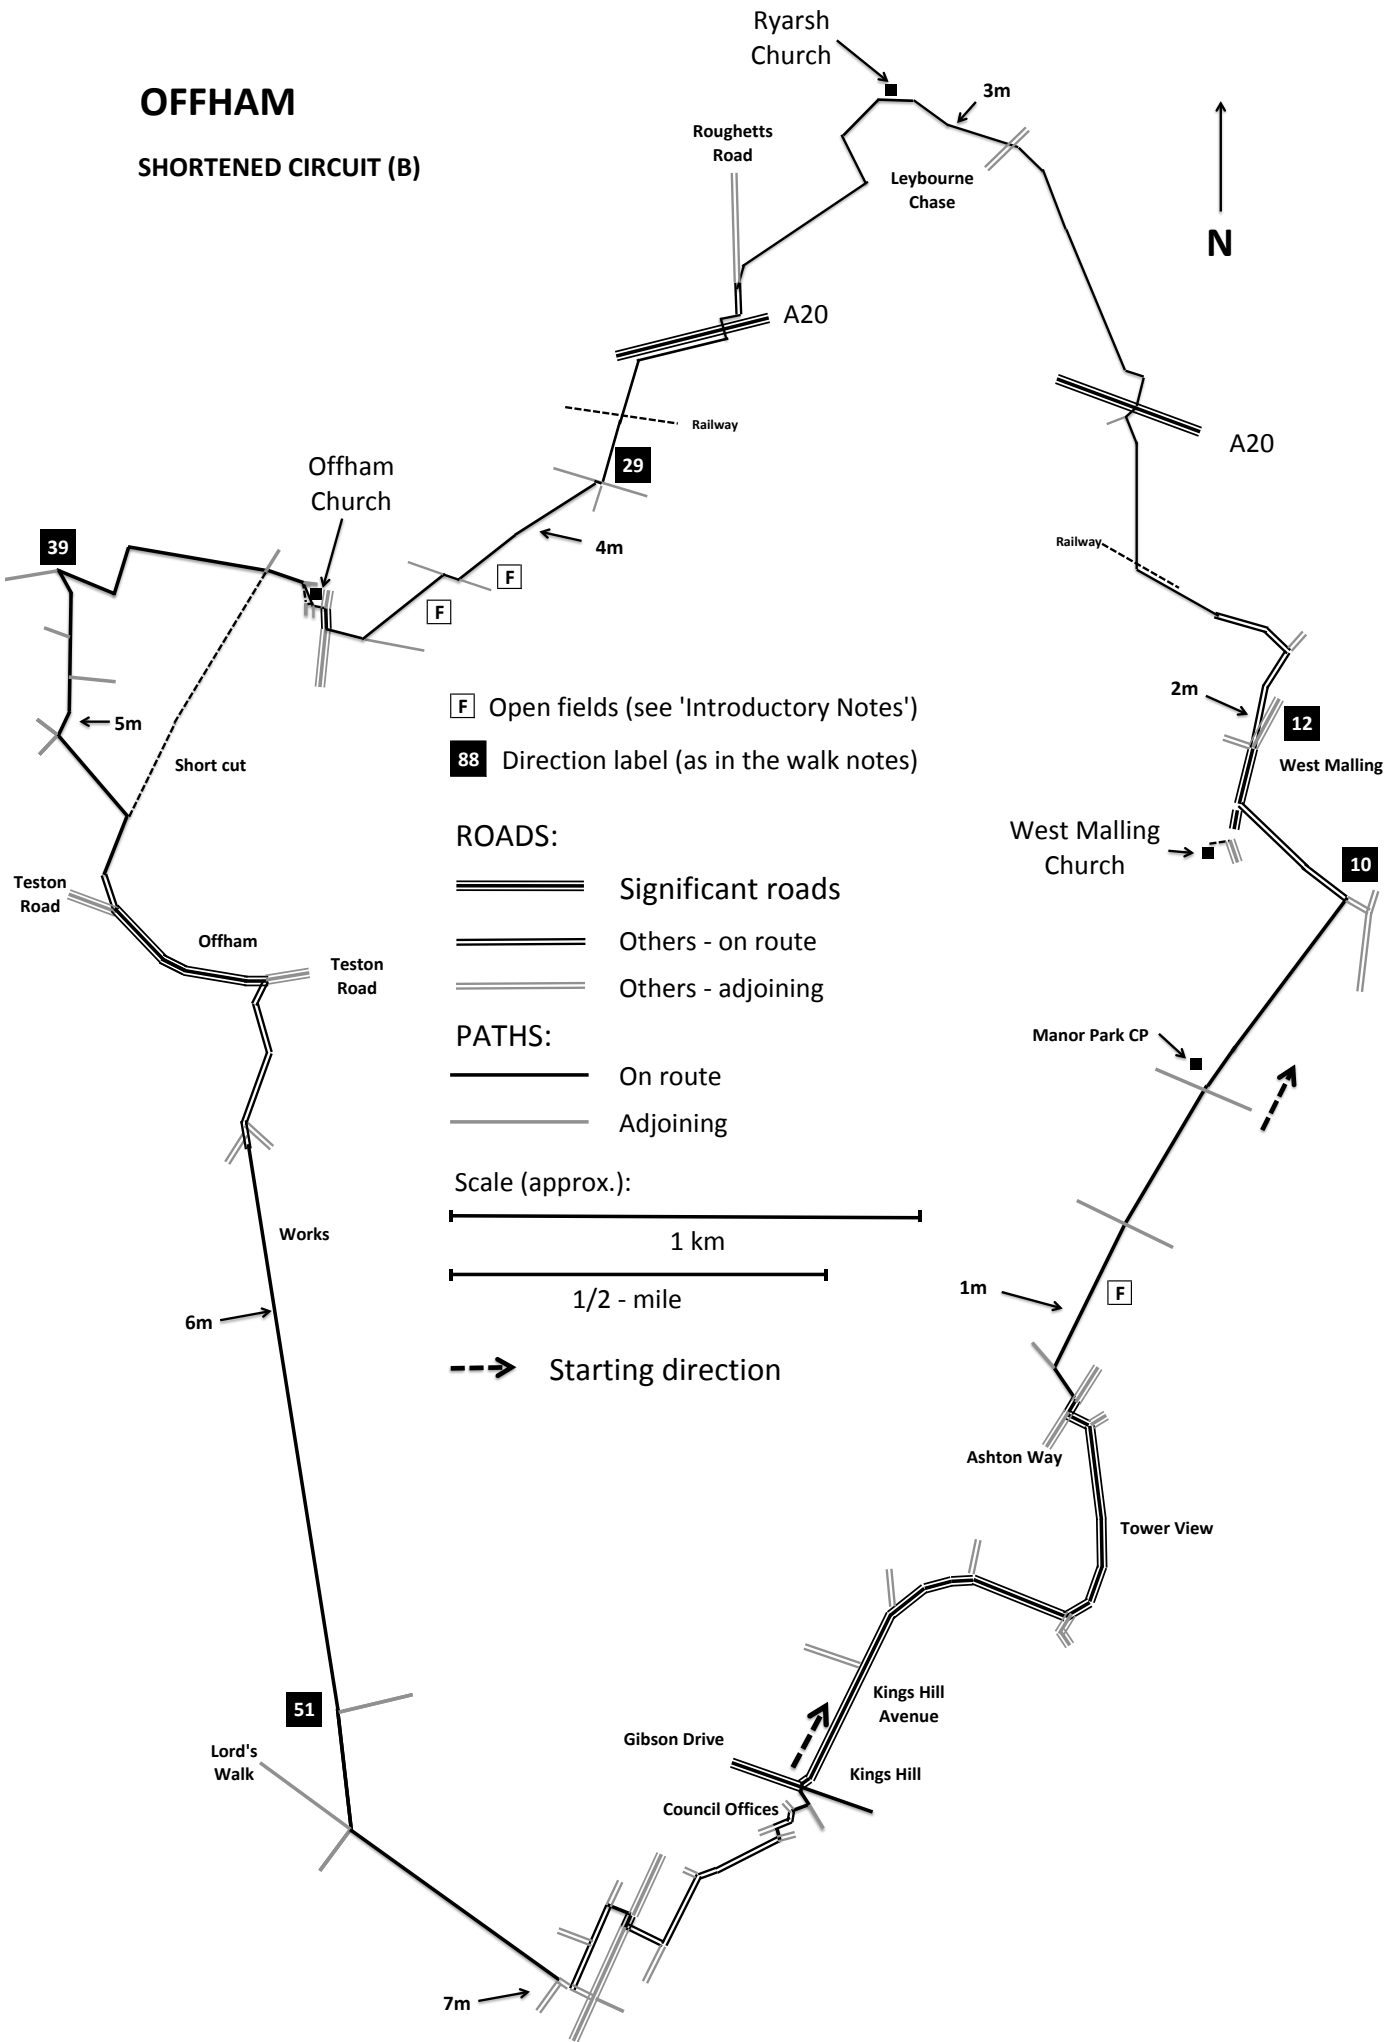 Ryarsh
Church
OFFHAM
3m
SHORTENED CIRCUIT (B)
Roughetts
Road
Leybourne
Chase
N
A20
Railway
A20
29
Offham
Church
39
4m
Railway
F
F
2m
F Open fields (see 'Introductory Notes')
12
5m
88 Direction label (as in the walk notes)
West Malling
Short cut
ROADS:
West Malling
Church
10
Teston
Road
Significant roads
Offham
Others - on route
Teston
Road
Others - adjoining
PATHS:
Manor Park CP
On route
Adjoining
Scale (approx.):
Works
1 km
1m
F
1/2 - mile
6m
Starting direction
Ashton Way
Tower View
51
Kings Hill
Avenue
Gibson Drive
Lord's
Walk
Kings Hill
Council Offices
7m